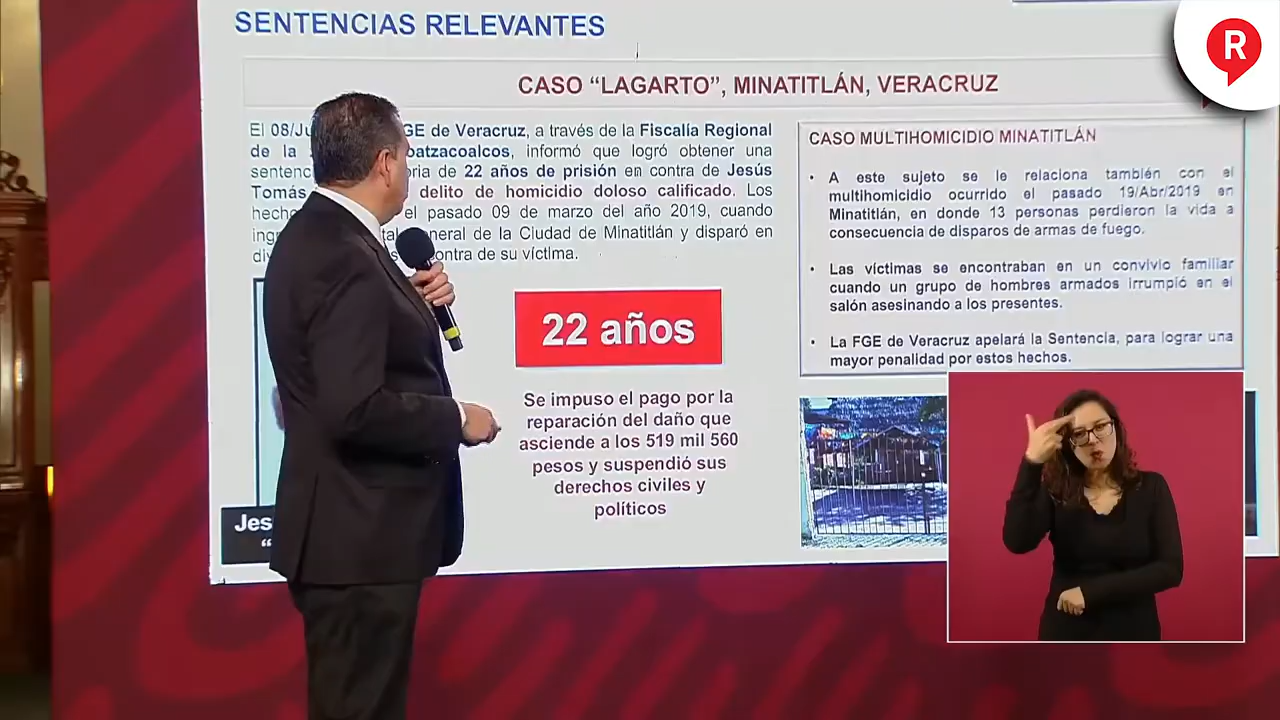 SENTENCIAS RELEVANTES
R
CASO “LAGARTO”, MINATITLÁN, VERACRUZ
El 08/Ju GE de Veracruz, a través de la Fiscalía Regional
de la oatzacoalcos, informó que logró obtener una
sentenc oria de 22 años de prisión en contra de Jesús
Tomás delito de homicidio doloso calificado. Los
hecho el pasado 09 de marzo del año 2019, cuando
ing tal General de la Ciudad de Minatitlán y disparó en
div ontra de su víctima.
22 años
Se impuso el pago por la
reparación del daño que
asciende a los 519 mil 560
pesos y suspendió sus
derechos civiles y
políticos
Jes
“
CASO MULTIHOMICIDIO MINATITLÁN
• A este sujeto se le relaciona también con el
multihomicidio ocurrido el pasado 19/Abr/2019 en
Minatitlán, en donde 13 personas perdieron la vida a
consecuencia de disparos de armas de fuego.
• Las víctimas se encontraban en un convivio familiar
cuando un grupo de hombres armados irrumpió en el
salón asesinando a los presentes.
• La FGE de Veracruz apelará la Sentencia, para lograr una
mayor penalidad por estos hechos.